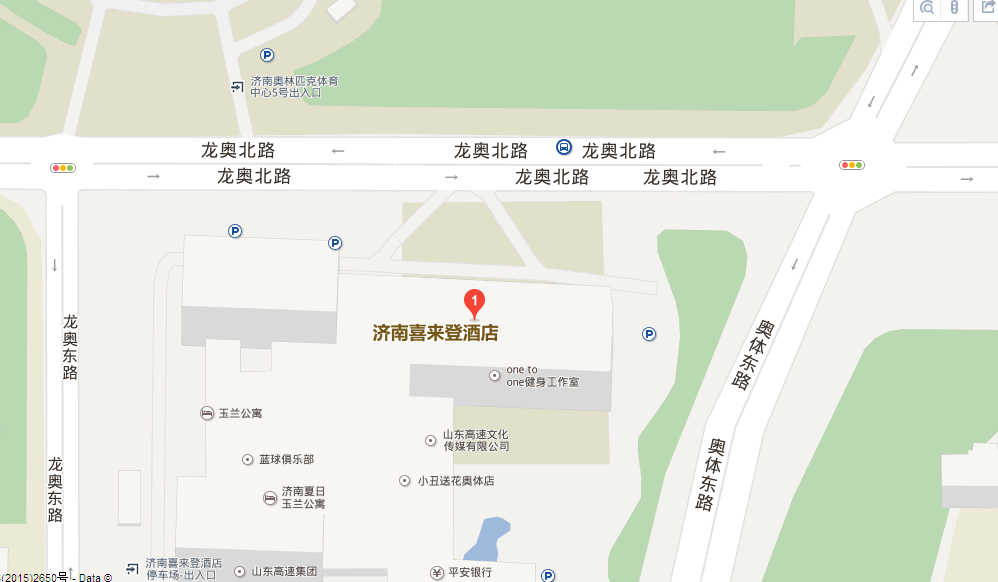 P
济南奥林匹克体育
中心5号出入口
龙奥北路
龙奥北路
龙奥北路
龙奥北路
龙奥北路
龙奥北路
P
P
1
济南喜来登酒店
P
奥体东路
龙奥东路
one to
one健身工作室
玉兰公寓
山东高速文化
传媒有限公司
蓝球俱乐部
小丑送花奥体店
奥体东路
龙奥东路
济南夏日
玉兰公寓
济南喜来登酒店
停车场-出入口
山东高速集团
¥
平安银行
P
(2015)2650号 - Data ©